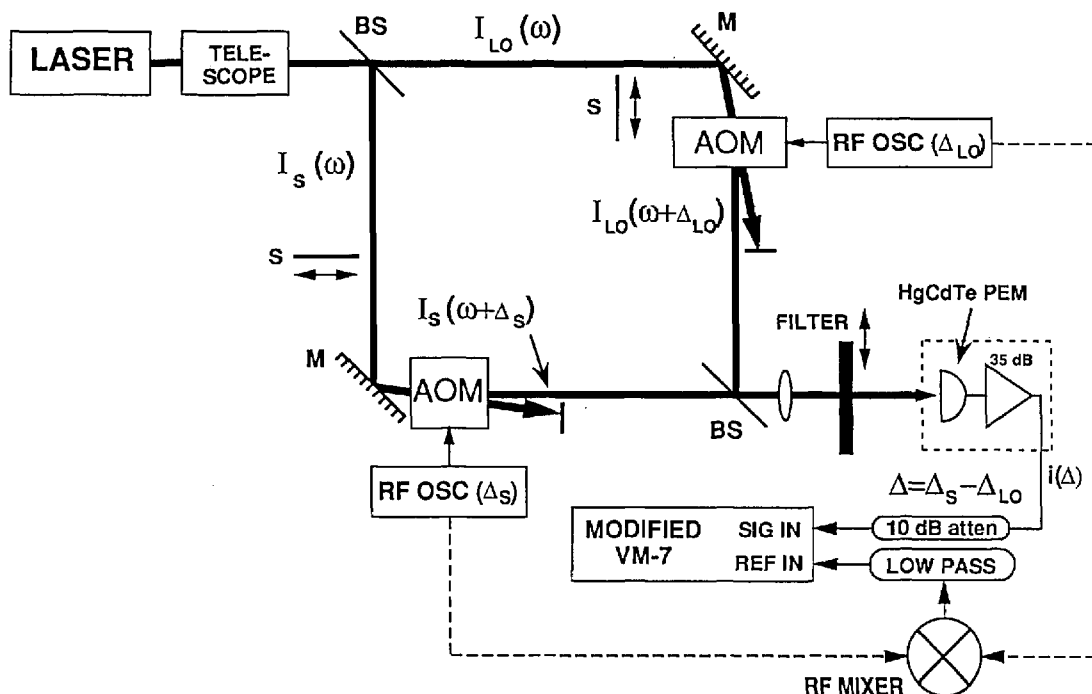 BS
I_LO(ω)
M
LASER
TELE-
SCOPE
S
AOM
RF OSC (Δ_LO)
I_S(ω)
I_LO(ω+Δ_LO)
S
HgCdTe PEM
I_S(ω+Δ_S)
FILTER
35 dB
M
AOM
BS
i(Δ)
RF OSC (Δ_S)
Δ=Δ_S−Δ_LO
MODIFIED
VM-7
SIG IN
10 dB atten
REF IN
LOW PASS
RF MIXER